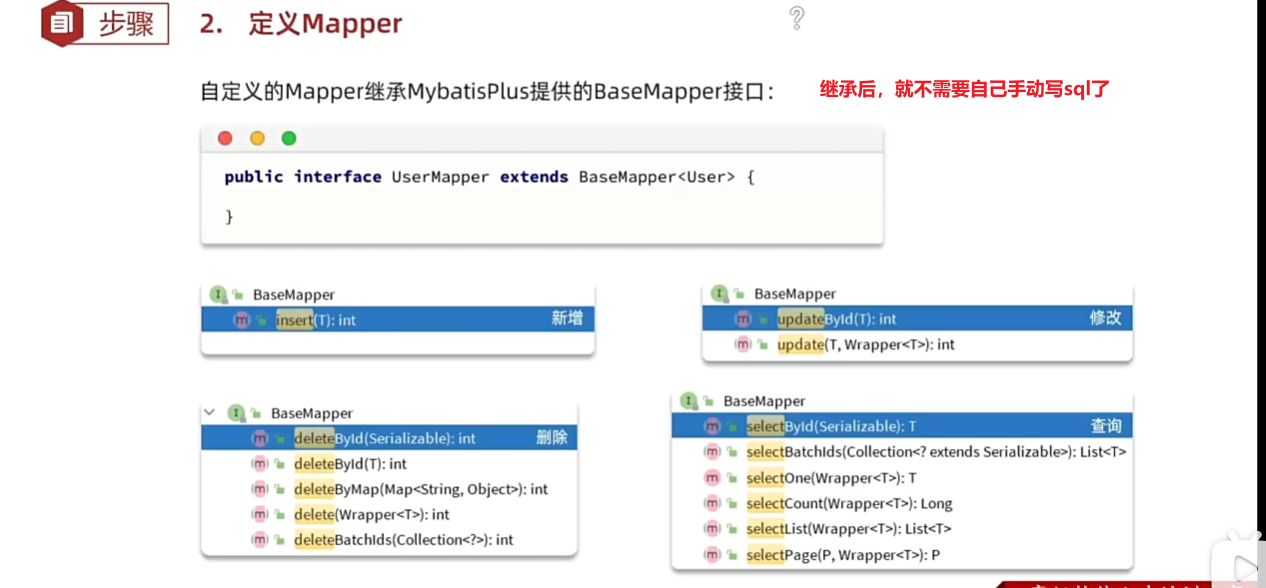 步骤
2. 定义Mapper
自定义的Mapper继承MybatisPlus提供的BaseMapper接口：
继承后，就不需要自己手动写sql了
public interface UserMapper extends BaseMapper<User> {
}
BaseMapper
insert(T): int 新增
BaseMapper
updateById(T): int 修改
update(T, Wrapper<T>): int
BaseMapper
deleteById(Serializable): int 删除
deleteById(T): int
deleteByMap(Map<String, Object>): int
delete(Wrapper<T>): int
deleteBatchIds(Collection<?>): int
BaseMapper
selectById(Serializable): T 查询
selectBatchIds(Collection<? extends Serializable>): List<T>
selectOne(Wrapper<T>): T
selectCount(Wrapper<T>): Long
selectList(Wrapper<T>): List<T>
selectPage(P, Wrapper<T>): P